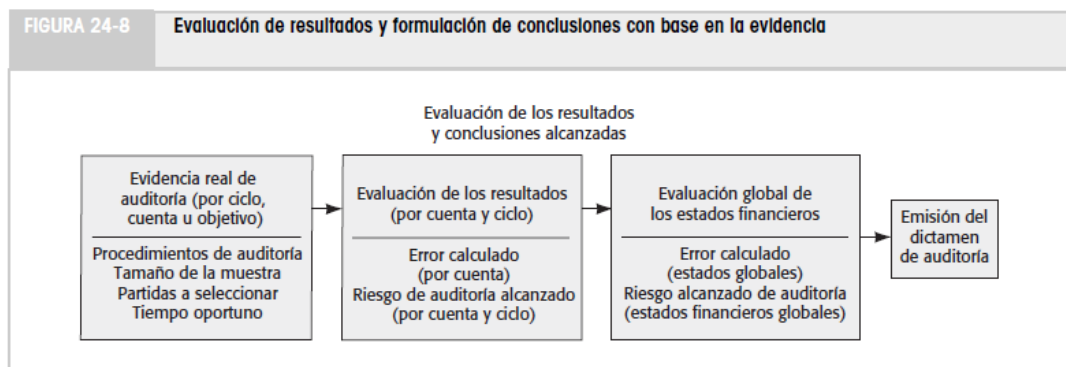 FIGURA 24-8
Evaluación de resultados y formulación de conclusiones con base en la evidencia
Evaluación de los resultados
y conclusiones alcanzadas
Evidencia real de
auditoría (por ciclo,
cuenta u objetivo)
Procedimientos de auditoría
Tamaño de la muestra
Partidas a seleccionar
Tiempo oportuno
Evaluación de los resultados
(por cuenta y ciclo)
Error calculado
(por cuenta)
Riesgo de auditoría alcanzado
(por cuenta y ciclo)
Evaluación global de
los estados financieros
Error calculado
(estados globales)
Riesgo alcanzado de auditoría
(estados financieros globales)
Emisión del
dictamen
de auditoría